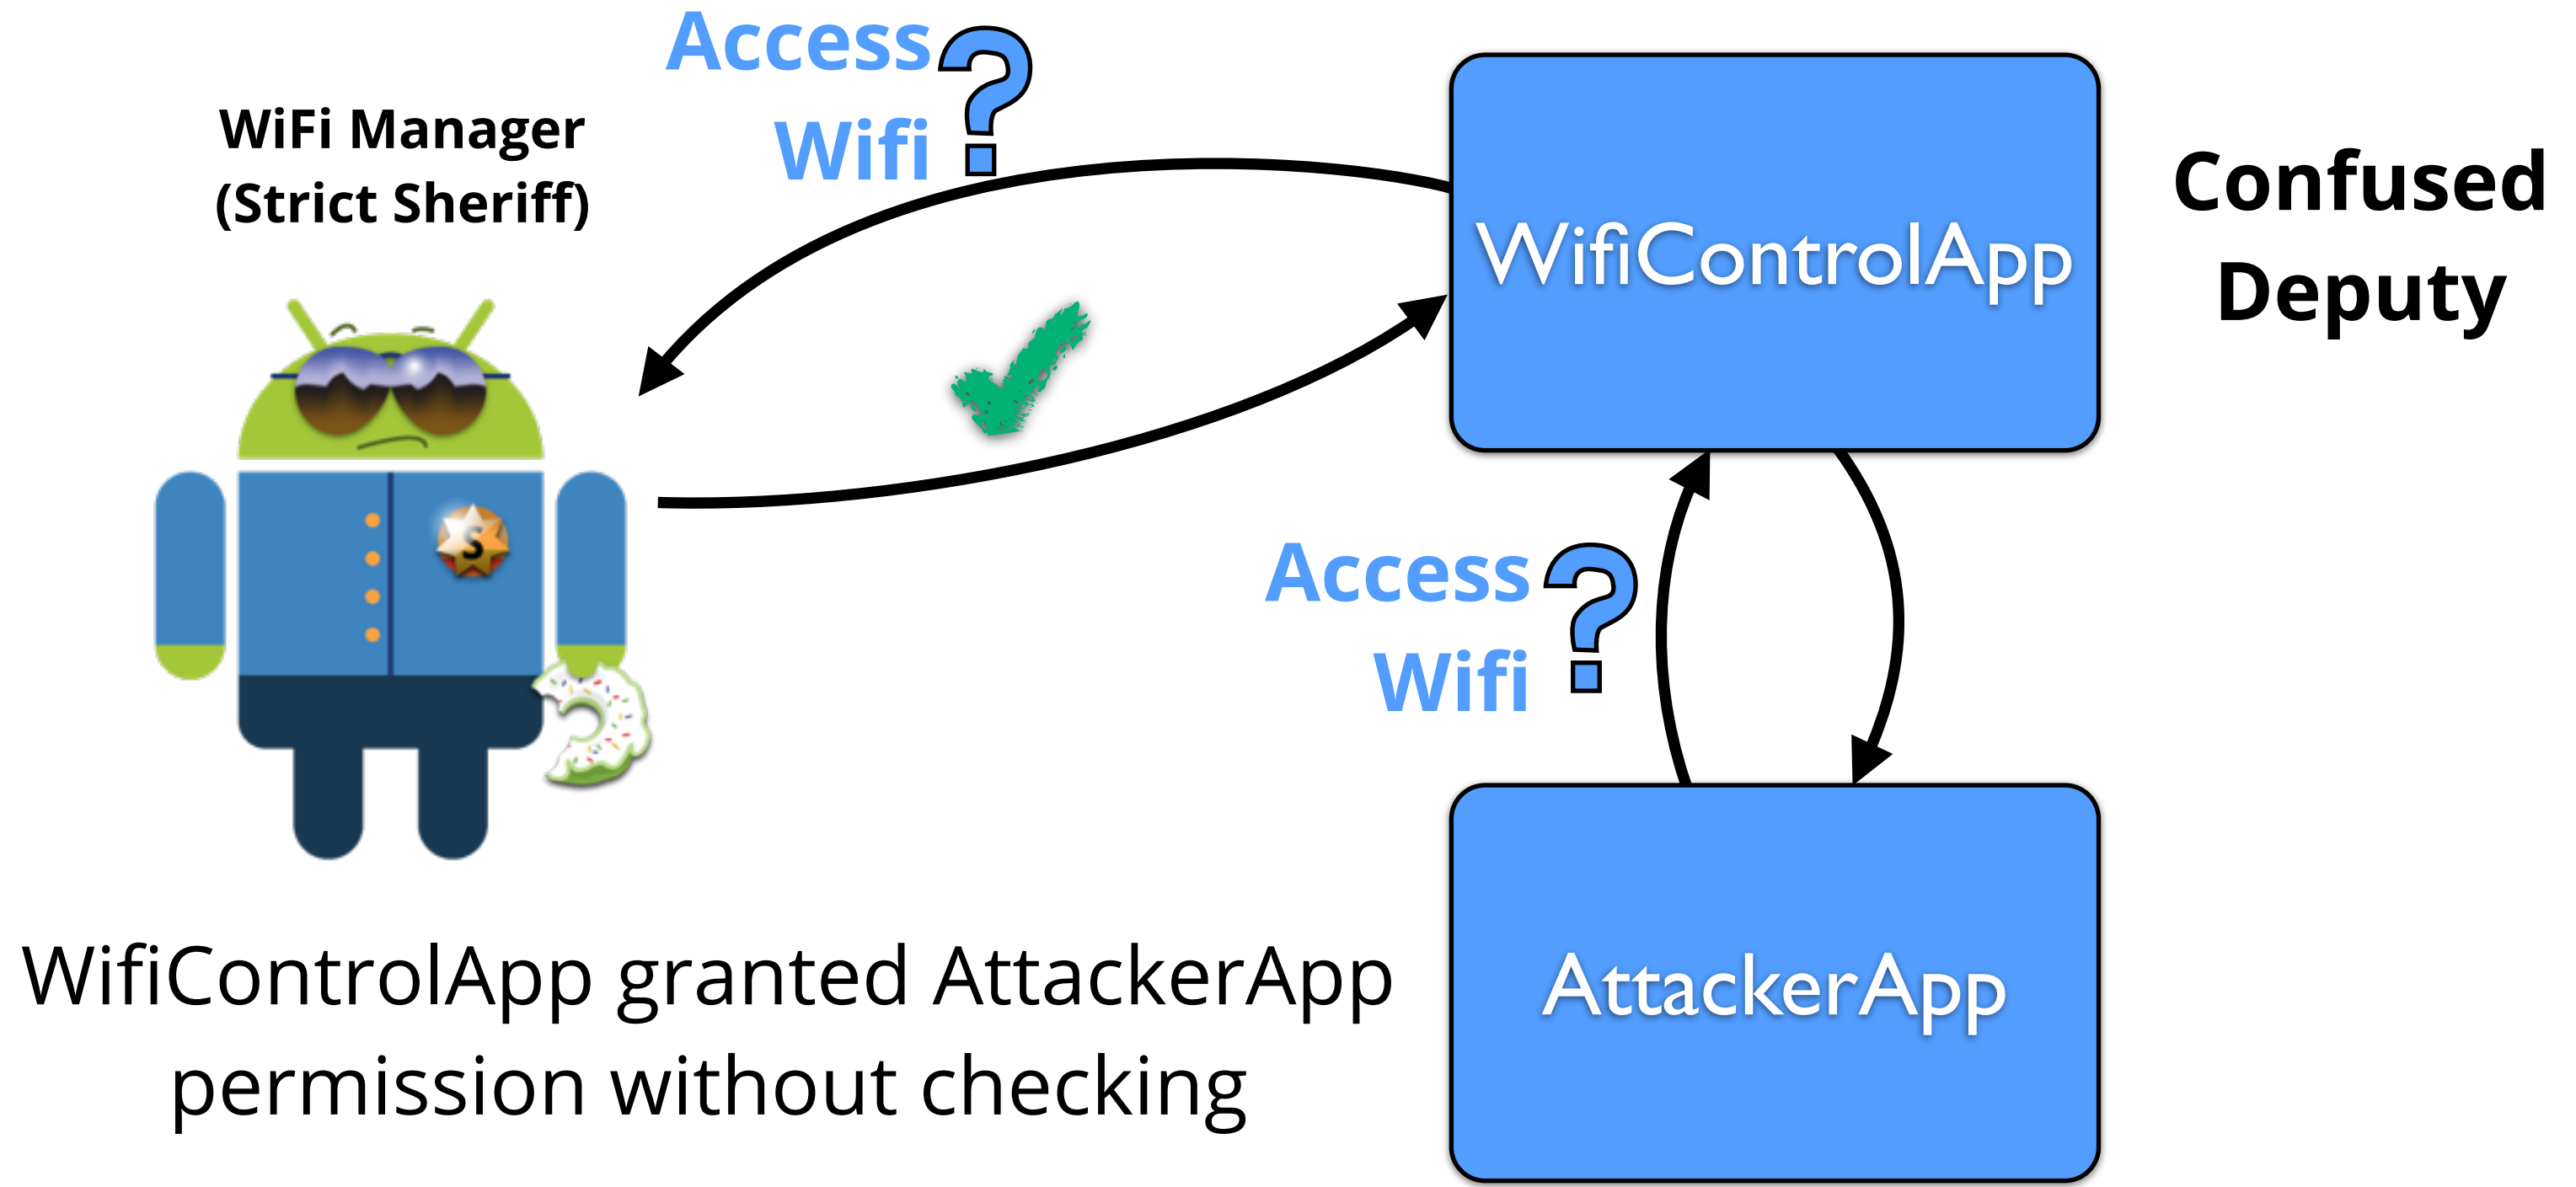 Access
Wifi
?
WiFi Manager
(Strict Sheriff)
WifiControlApp
Confused
Deputy
S
Access
Wifi
?
WifiControlApp granted AttackerApp
permission without checking
AttackerApp